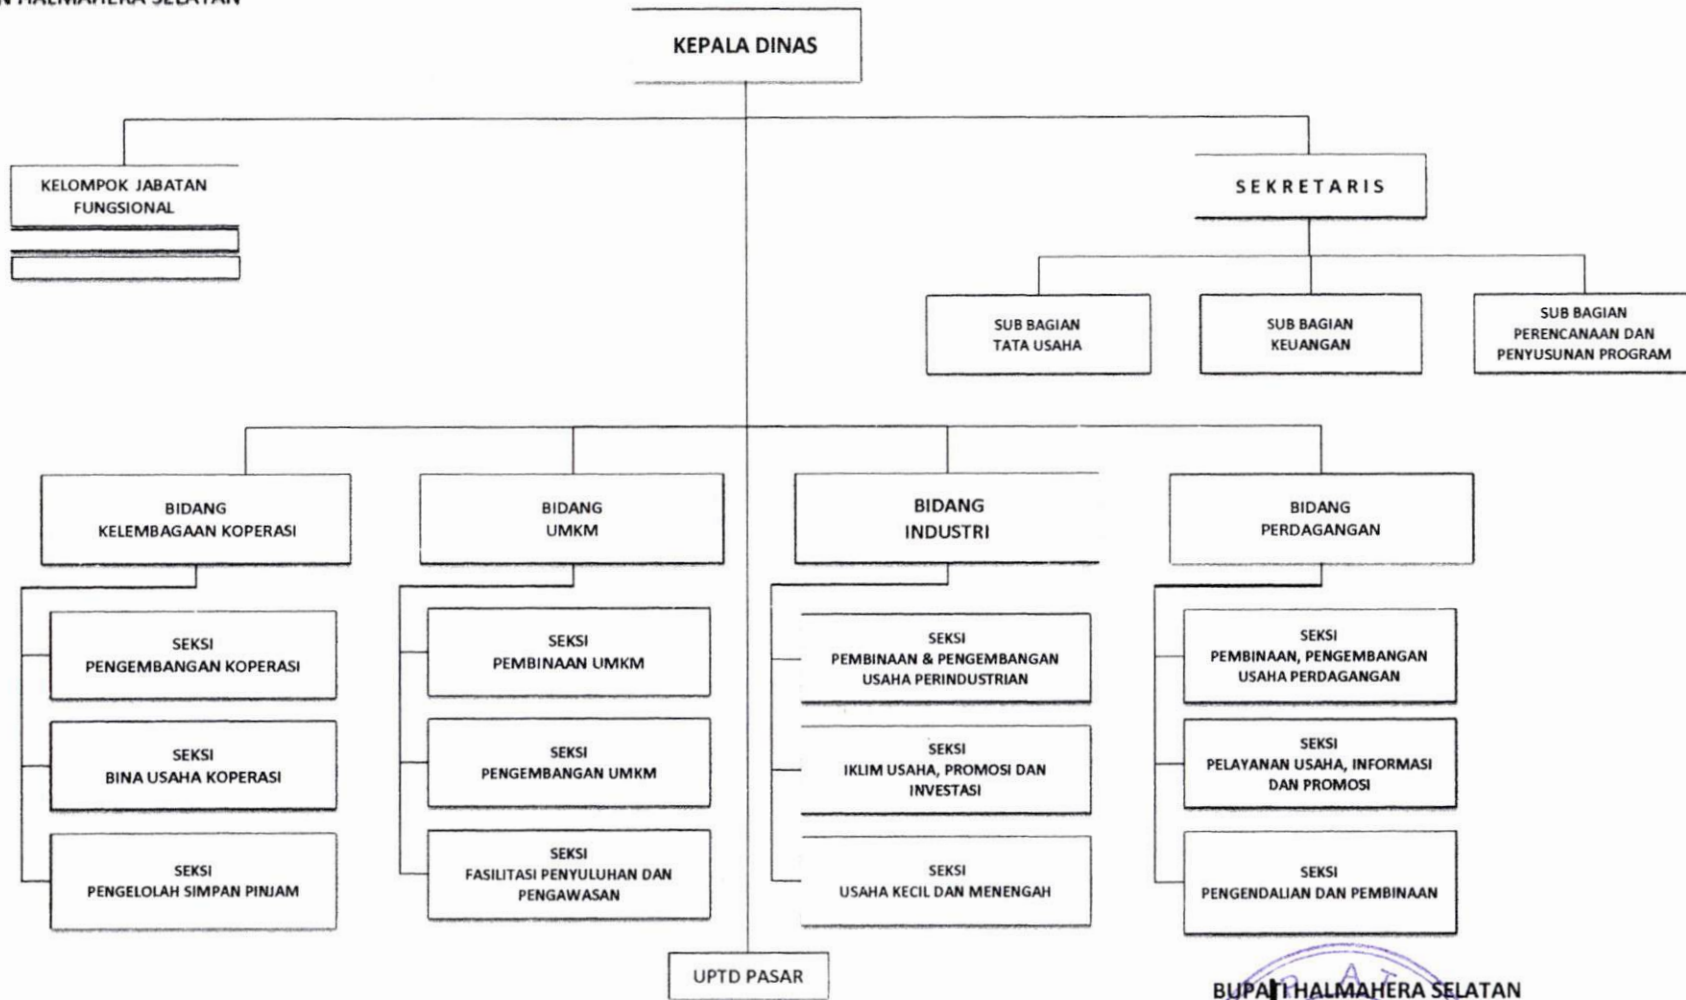 HALMAHERA SELATAN
KEPALA DINAS
KELOMPOK JABATAN
FUNGSIONAL
SEKRETARIS
SUB BAGIAN
TATA USAHA
SUB BAGIAN
KEUANGAN
SUB BAGIAN
PERENCANAAN DAN
PENYUSUNAN PROGRAM
BIDANG
KELEMBAGAAN KOPERASI
BIDANG
UMKM
BIDANG
INDUSTRI
BIDANG
PERDAGANGAN
SEKSI
PENGEMBANGAN KOPERASI
SEKSI
BINA USAHA KOPERASI
SEKSI
PENGELOLAH SIMPAN PINJAM
SEKSI
PEMBINAAN UMKM
SEKSI
PENGEMBANGAN UMKM
SEKSI
FASILITASI PENYULUHAN DAN
PENGAWASAN
SEKSI
PEMBINAAN & PENGEMBANGAN
USAHA PERINDUSTRIAN
SEKSI
IKLIM USAHA, PROMOSI DAN
INVESTASI
SEKSI
USAHA KECIL DAN MENENGAH
SEKSI
PEMBINAAN, PENGEMBANGAN
USAHA PERDAGANGAN
SEKSI
PELAYANAN USAHA, INFORMASI
DAN PROMOSI
SEKSI
PENGENDALIAN DAN PEMBINAAN
UPTD PASAR
BUPATI HALMAHERA SELATAN